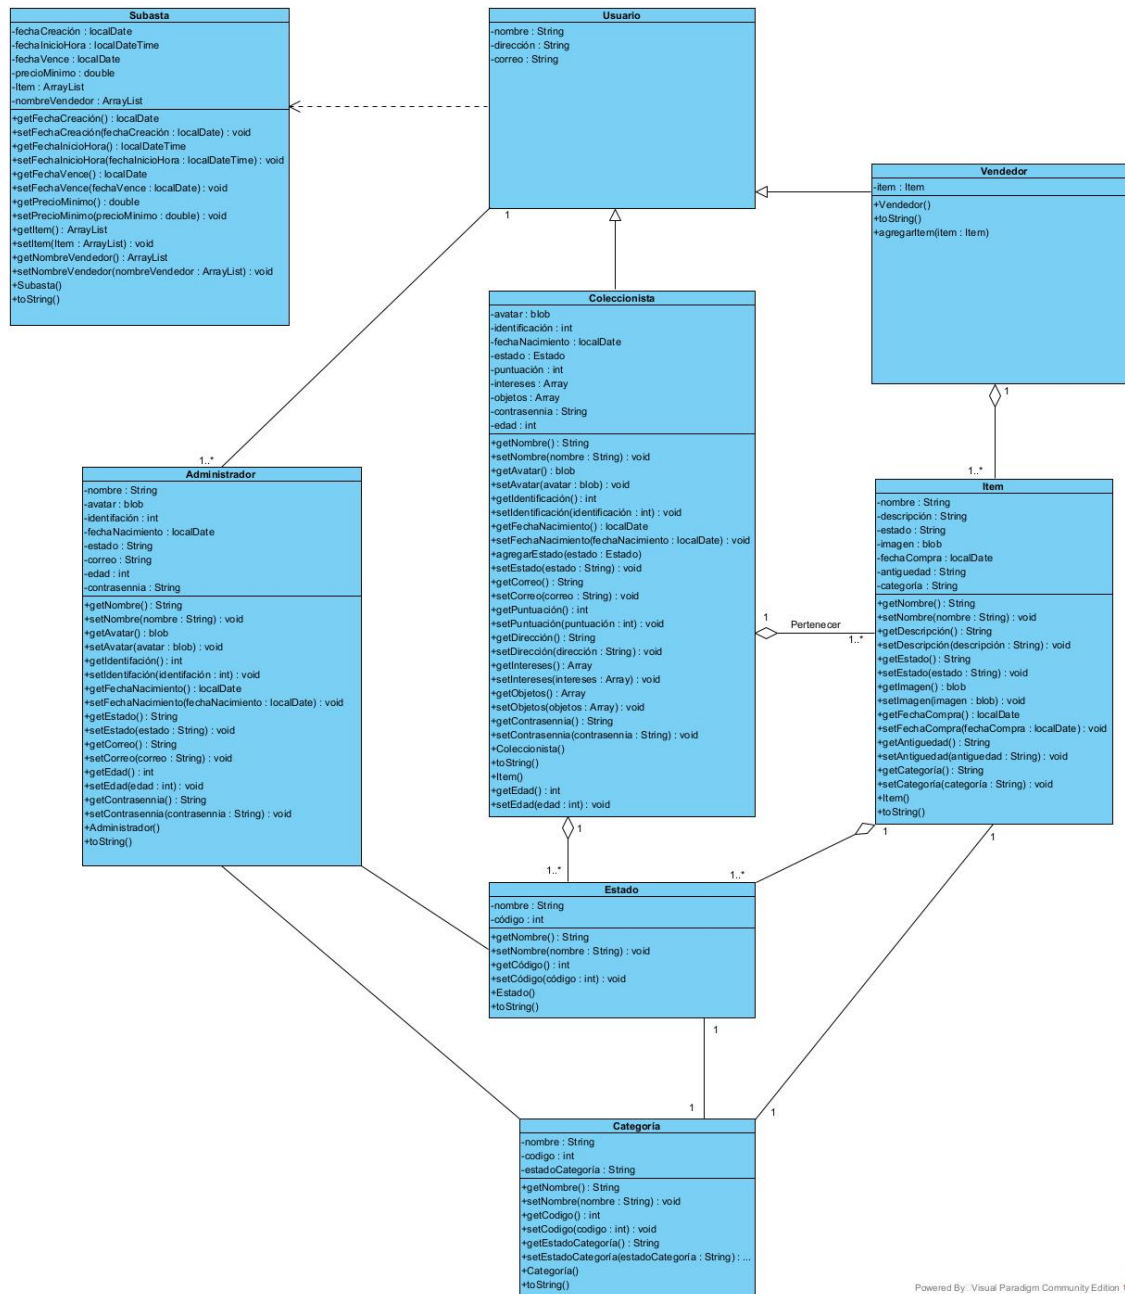 Subasta
-fechaCreación : localDate
-fechaInicioHora : localDateTime
-fechaVence : localDate
-precioMinimo : double
-Item : ArrayList
-nombreVendedor : ArrayList
+getFechaCreación() : localDate
+setFechaCreación(fechaCreación : localDate) : void
+getFechaInicioHora() : localDateTime
+setFechaInicioHora(fechaInicioHora : localDateTime) : void
+getFechaVence() : localDate
+setFechaVence(fechaVence : localDate) : void
+getPrecioMinimo() : double
+setPrecioMinimo(precioMinimo : double) : void
+getItem() : ArrayList
+setItem(Item : ArrayList) : void
+getNombreVendedor() : ArrayList
+setNombreVendedor(nombreVendedor : ArrayList) : void
+Subasta()
+toString()
Usuario
-nombre : String
-dirección : String
-correo : String
1
Vendedor
-item : Item
+Vendedor()
+toString()
+agregarItem(item : Item)
1
1..*
Coleccionista
-avatar : blob
-identificación : int
-fechaNacimiento : localDate
-estado : Estado
-puntuación : int
-intereses : Array
-objetos : Array
-contrasennia : String
-edad : int
+getNombre() : String
+setNombre(nombre : String) : void
+getAvatar() : blob
+setAvatar(avatar : blob) : void
+getIdentificación() : int
+setIdentificación(identificación : int) : void
+getFechaNacimiento() : localDate
+setFechaNacimiento(fechaNacimiento : localDate) : void
+agregarEstado(estado : Estado)
+setEstado(estado : String) : void
+getCorreo() : String
+setCorreo(correo : String) : void
+getPuntuación() : int
+setPuntuación(puntuación : int) : void
+getDirección() : String
+setDirección(dirección : String) : void
+getIntereses() : Array
+setIntereses(intereses : Array) : void
+getObjetos() : Array
+setObjetos(objetos : Array) : void
+getContrasennia() : String
+setContrasennia(contrasennia : String) : void
+Coleccionista()
+toString()
+Item()
+getEdad() : int
+setEdad(edad : int) : void
1..*
Administrador
-nombre : String
-avatar : blob
-identifación : int
-fechaNacimiento : localDate
-estado : String
-correo : String
-edad : int
-contrasennia : String
+getNombre() : String
+setNombre(nombre : String) : void
+getAvatar() : blob
+setAvatar(avatar : blob) : void
+getIdentifación() : int
+setIdentifación(identifación : int) : void
+getFechaNacimiento() : localDate
+setFechaNacimiento(fechaNacimiento : localDate) : void
+getEstado() : String
+setEstado(estado : String) : void
+getCorreo() : String
+setCorreo(correo : String) : void
+getEdad() : int
+setEdad(edad : int) : void
+getContrasennia() : String
+setContrasennia(contrasennia : String) : void
+Administrador()
+toString()
Item
-nombre : String
-descripción : String
-estado : String
-imagen : blob
-fechaCompra : localDate
-antiguedad : String
-categoría : String
+getNombre() : String
+setNombre(nombre : String) : void
+getDescripción() : String
+setDescripción(descripción : String) : void
+getEstado() : String
+setEstado(estado : String) : void
+getImagen() : blob
+setImagen(imagen : blob) : void
+getFechaCompra() : localDate
+setFechaCompra(fechaCompra : localDate) : void
+getAntiguedad() : String
+setAntiguedad(antiguedad : String) : void
+getCategoría() : String
+setCategoría(categoría : String) : void
+Item()
+toString()
1
Pertenecer
1..*
1
1
1
1..*
1..*
Estado
-nombre : String
-código : int
+getNombre() : String
+setNombre(nombre : String) : void
+getCódigo() : int
+setCódigo(código : int) : void
+Estado()
+toString()
1
1
1
Categoría
-nombre : String
-codigo : int
-estadoCategoría : String
+getNombre() : String
+setNombre(nombre : String) : void
+getCodigo() : int
+setCodigo(codigo : int) : void
+getEstadoCategoría() : String
+setEstadoCategoría(estadoCategoría : String) : ...
+Categoría()
+toString()
Powered By Visual Paradigm Community Edition